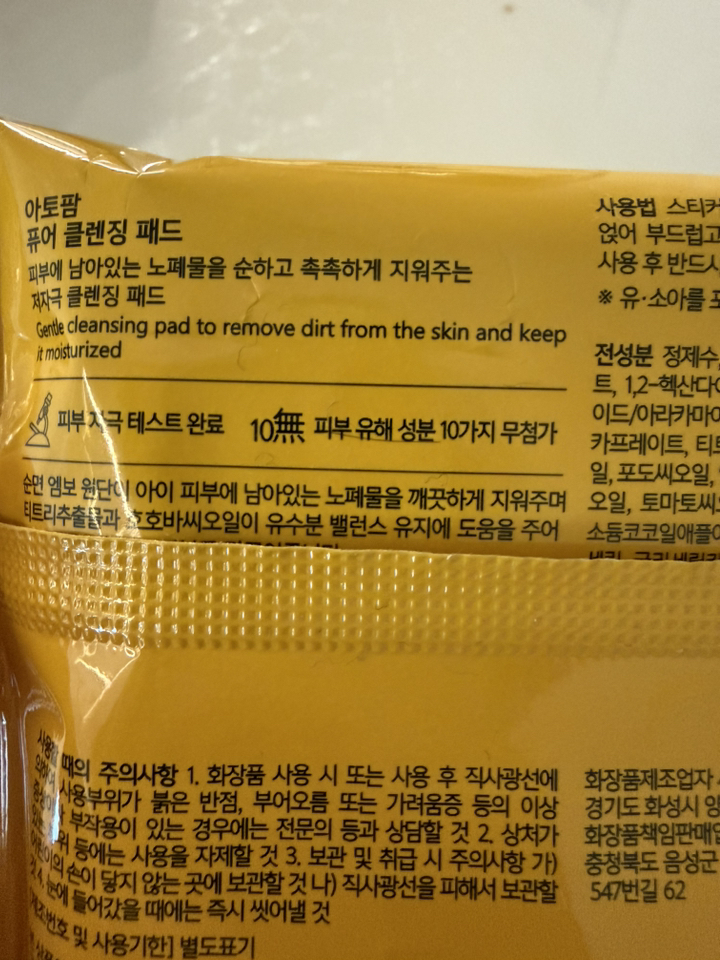 아토팜
퓨어 클렌징 패드
피부에 남아있는 노폐물을 순하고 촉촉하게 지워주는
저자극 클렌징 패드
Gentle cleansing pad to remove dirt from the skin and keep
it moisturized
피부 자극 테스트 완료 10無 피부 유해 성분 10가지 무첨가
순면 엠보 원단이 아이 피부에 남아있는 노폐물을 깨끗하게 지워주며
티트리추출물과 호호바씨오일이 유수분 밸런스 유지에 도움을 주어
사용할 때의 주의사항 1. 화장품 사용 시 또는 사용 후 직사광선에
사용부위가 붉은 반점, 부어오름 또는 가려움증 등의 이상
부작용이 있는 경우에는 전문의 등과 상담할 것 2. 상처가
등에는 사용을 자제할 것 3. 보관 및 취급 시 주의사항 가)
어린이의 손이 닿지 않는 곳에 보관할 것 나) 직사광선을 피해서 보관할
것 4. 눈에 들어갔을 때에는 즉시 씻어낼 것
[제조번호 및 사용기한] 별도표기
사용법 스티커
얹어 부드럽고
사용 후 반드시
※ 유·소아를
전성분 정제수,
트, 1,2-헥산다이
이드/아라카마이
카프레이트, 티트
일, 포도씨오일,
오일, 토마토씨
소듐코코일애플
화장품제조업자
경기도 화성시
화장품책임판매업
충청북도 음성군
547번길 62